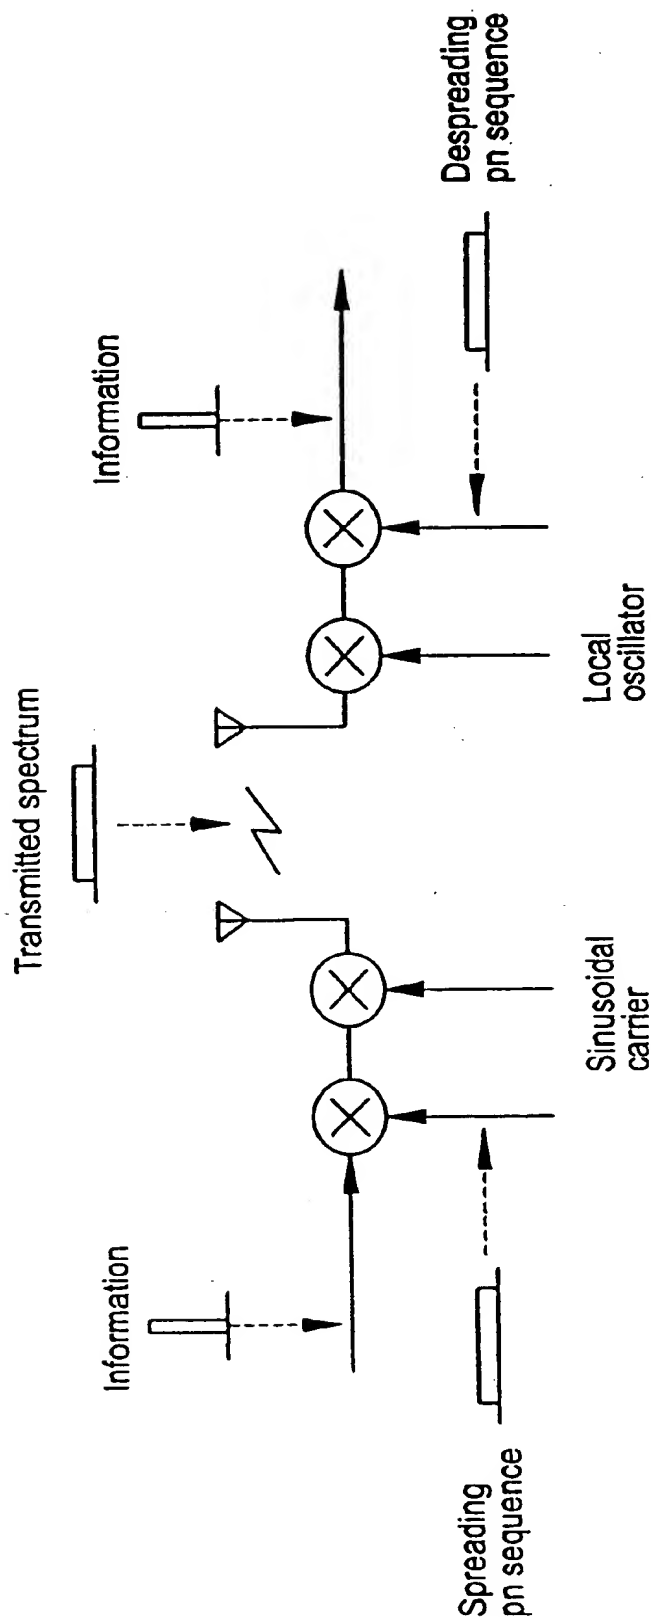 Transmitted spectrum
Information
Information
Spreading
pn sequence
Sinusoidal
carrier
Local
oscillator
Despreading
pn sequence